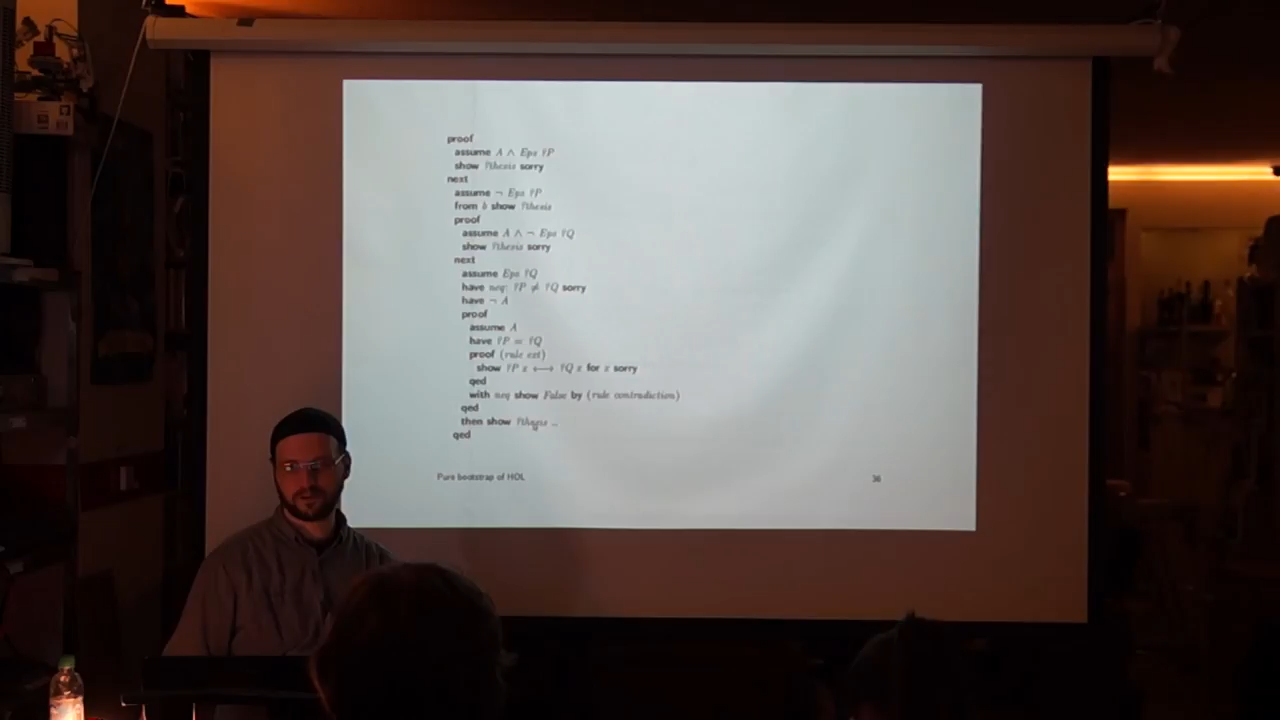 proof
assume A ∧ Eps ?P
show ?thesis sorry
next
assume ¬ Eps ?P
from b show ?thesis
proof
assume A ∧ ¬ Eps ?Q
show ?thesis sorry
next
assume Eps ?Q
have neq: ?P ≠ ?Q sorry
have ¬ A
proof
assume A
have ?P = ?Q
proof (rule ext)
show ?P x ⟷ ?Q x for x sorry
qed
with neq show False by (rule contradiction)
qed
then show ?thesis ..
qed
Pure bootstrap of HOL
36